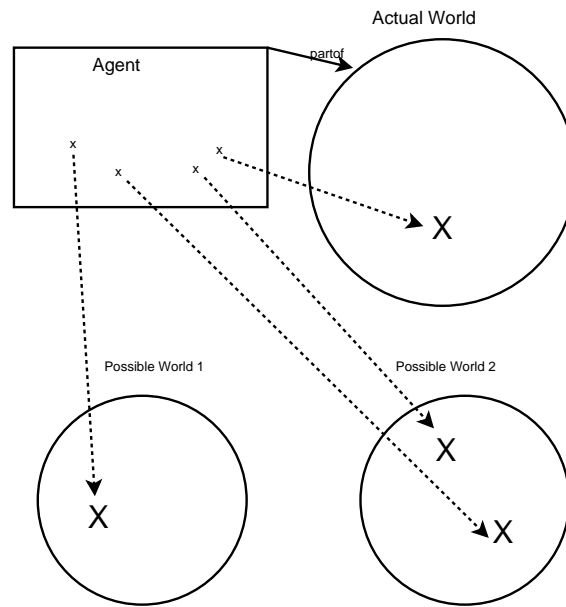 Actual World
Agent
partof
x
x
x
x
X
Possible World 1
Possible World 2
X
X
X